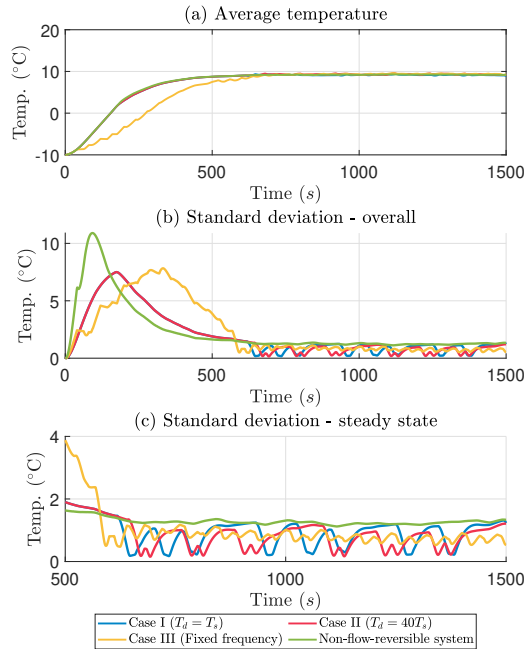 (a) Average temperature
Temp. (°C)
20
10
0
-10
0
500
1000
1500
Time (s)
(b) Standard deviation - overall
Temp. (°C)
10
5
0
0
500
1000
1500
Time (s)
(c) Standard deviation - steady state
Temp. (°C)
4
2
0
500
1000
1500
Time (s)
Case I (T_d = T_s)
Case II (T_d = 40T_s)
Case III (Fixed frequency)
Non-flow-reversible system